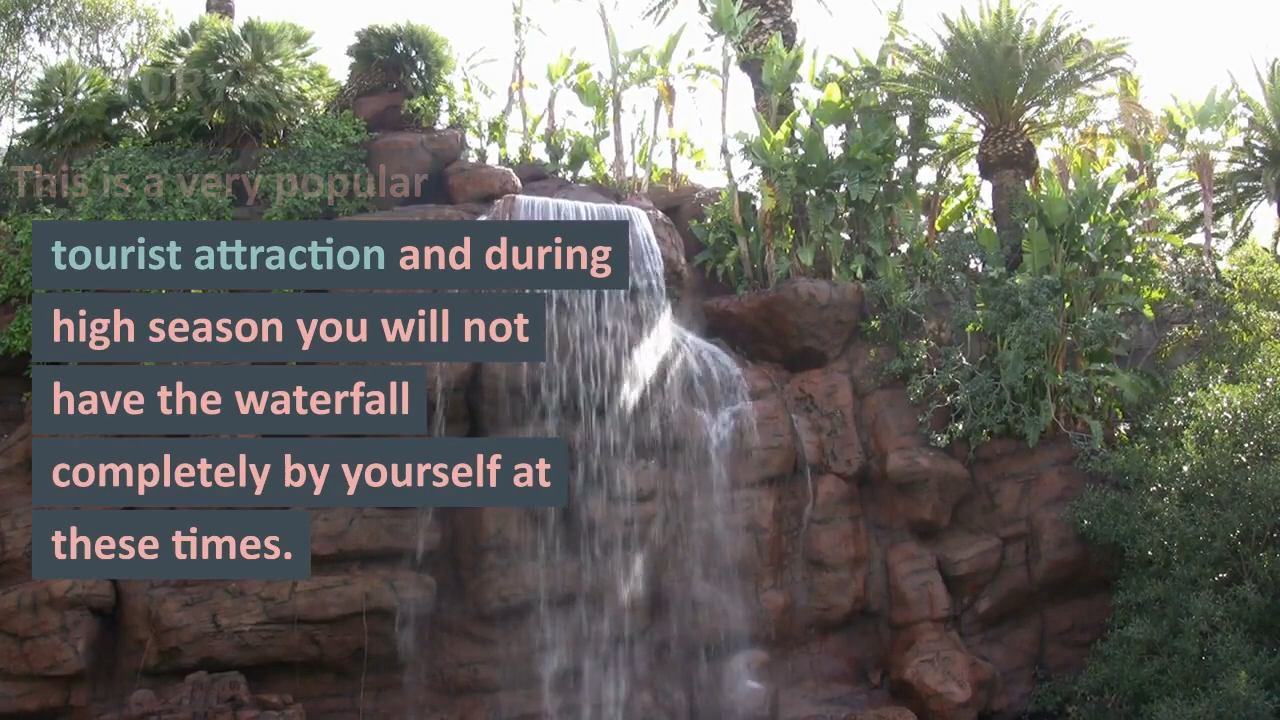 This is a very popular
tourist attraction and during
high season you will not
have the waterfall
completely by yourself at
these times.